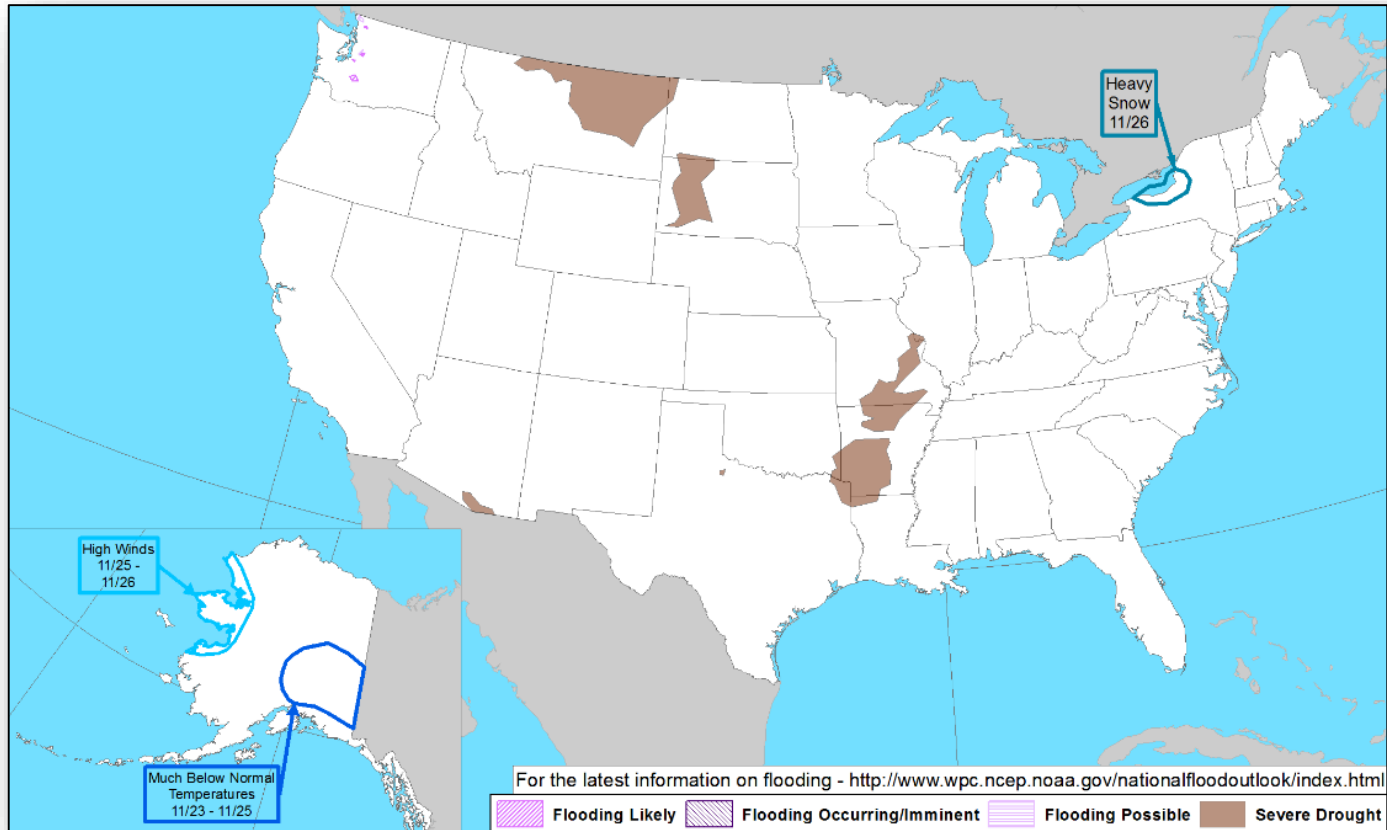 Heavy
Snow
11/26
High Winds
11/25 -
11/26
Much Below Normal
Temperatures
11/23 - 11/25
For the latest information on flooding - http://www.wpc.ncep.noaa.gov/nationalfloodoutlook/index.html
Flooding Likely
Flooding Occurring/Imminent
Flooding Possible
Severe Drought